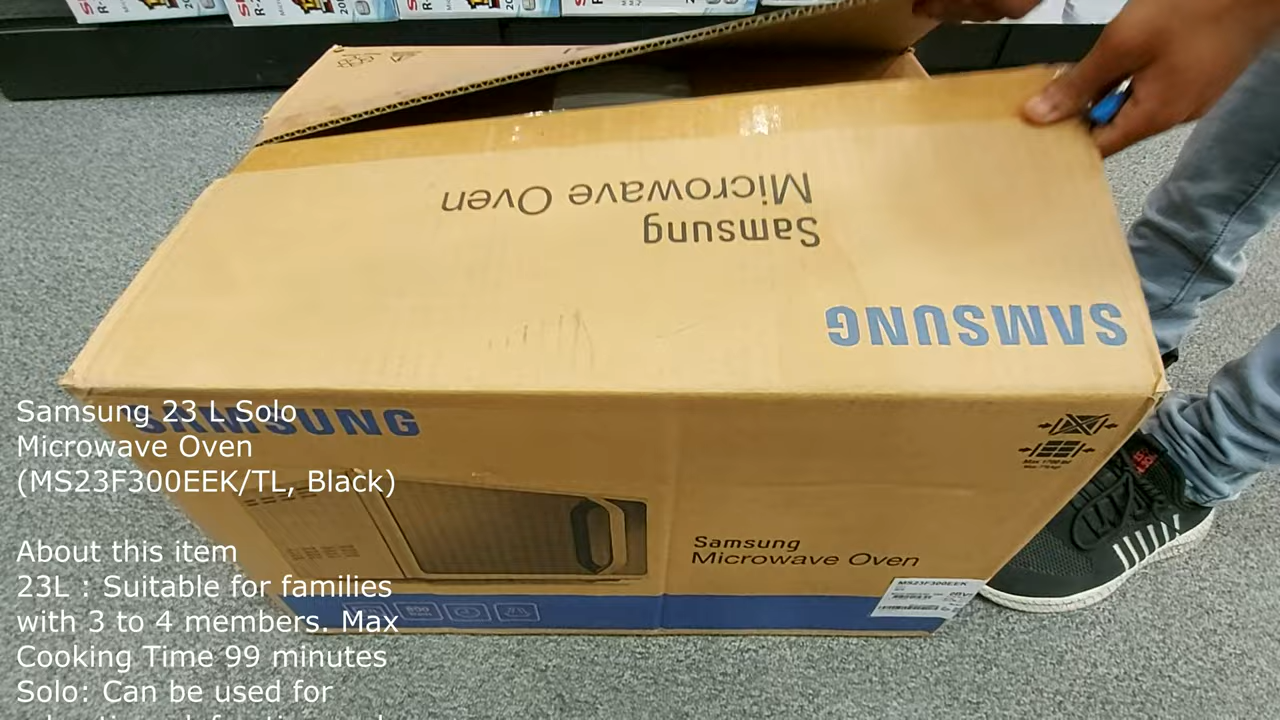 Samsung
Microwave Oven
SAMSUNG
SAMSUNG
Samsung
Microwave Oven
MS23F300EEK
800
Samsung 23 L Solo
Microwave Oven
(MS23F300EEK/TL, Black)
About this item
23L : Suitable for families
with 3 to 4 members. Max
Cooking Time 99 minutes
Solo: Can be used for